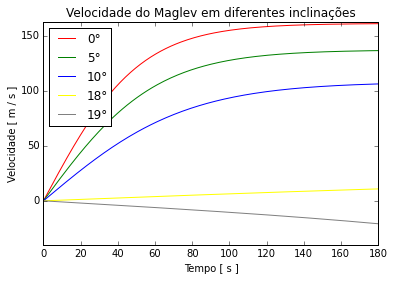 Velocidade do Maglev em diferentes inclinações
Velocidade [ m / s ]
150
100
50
0
0°
5°
10°
18°
19°
0 20 40 60 80 100 120 140 160 180
Tempo [ s ]